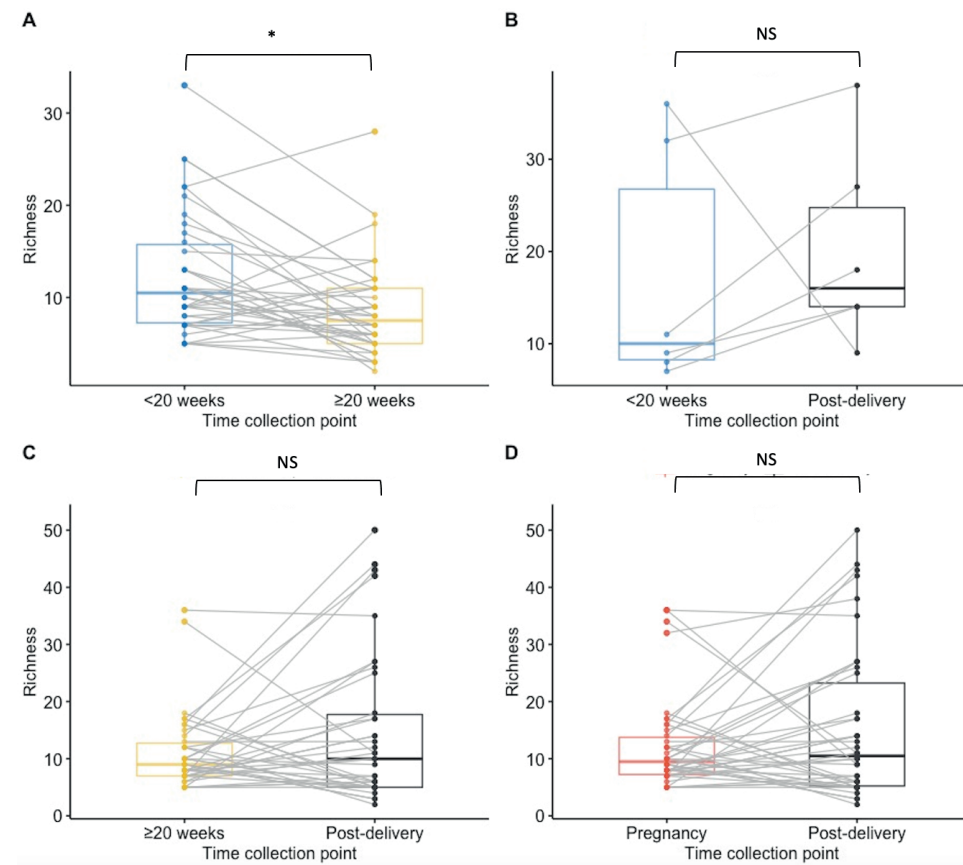 A
B
*
NS
Richness
30
20
10
<20 weeks
≥20 weeks
Time collection point
Richness
30
20
10
<20 weeks
Post-delivery
Time collection point
C
D
NS
NS
Richness
50
40
30
20
10
0
≥20 weeks
Post-delivery
Time collection point
Richness
50
40
30
20
10
0
Pregnancy
Post-delivery
Time collection point